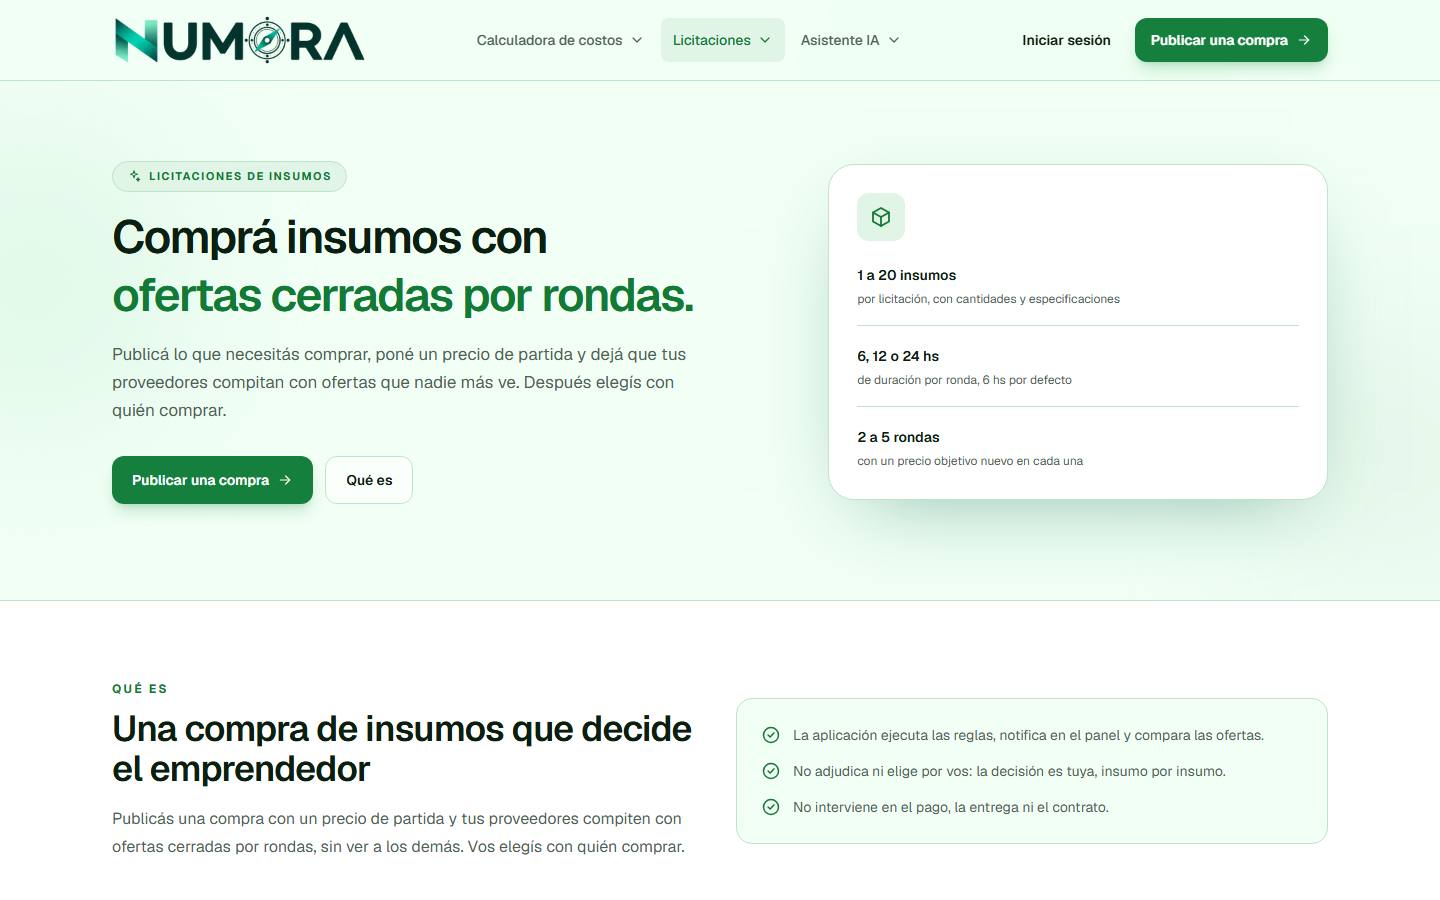 NUMORA
Calculadora de costos
Licitaciones
Asistente IA
Iniciar sesión
Publicar una compra
LICITACIONES DE INSUMOS
Comprá insumos con
ofertas cerradas por rondas.
Publicá lo que necesitás comprar, poné un precio de partida y dejá que tus
proveedores compitan con ofertas que nadie más ve. Después elegís con
quién comprar.
Publicar una compra
Qué es
1 a 20 insumos
por licitación, con cantidades y especificaciones
6, 12 o 24 hs
de duración por ronda, 6 hs por defecto
2 a 5 rondas
con un precio objetivo nuevo en cada una
QUÉ ES
Una compra de insumos que decide
el emprendedor
Publicás una compra con un precio de partida y tus proveedores compiten con
ofertas cerradas por rondas, sin ver a los demás. Vos elegís con quién comprar.
La aplicación ejecuta las reglas, notifica en el panel y compara las ofertas.
No adjudica ni elige por vos: la decisión es tuya, insumo por insumo.
No interviene en el pago, la entrega ni el contrato.